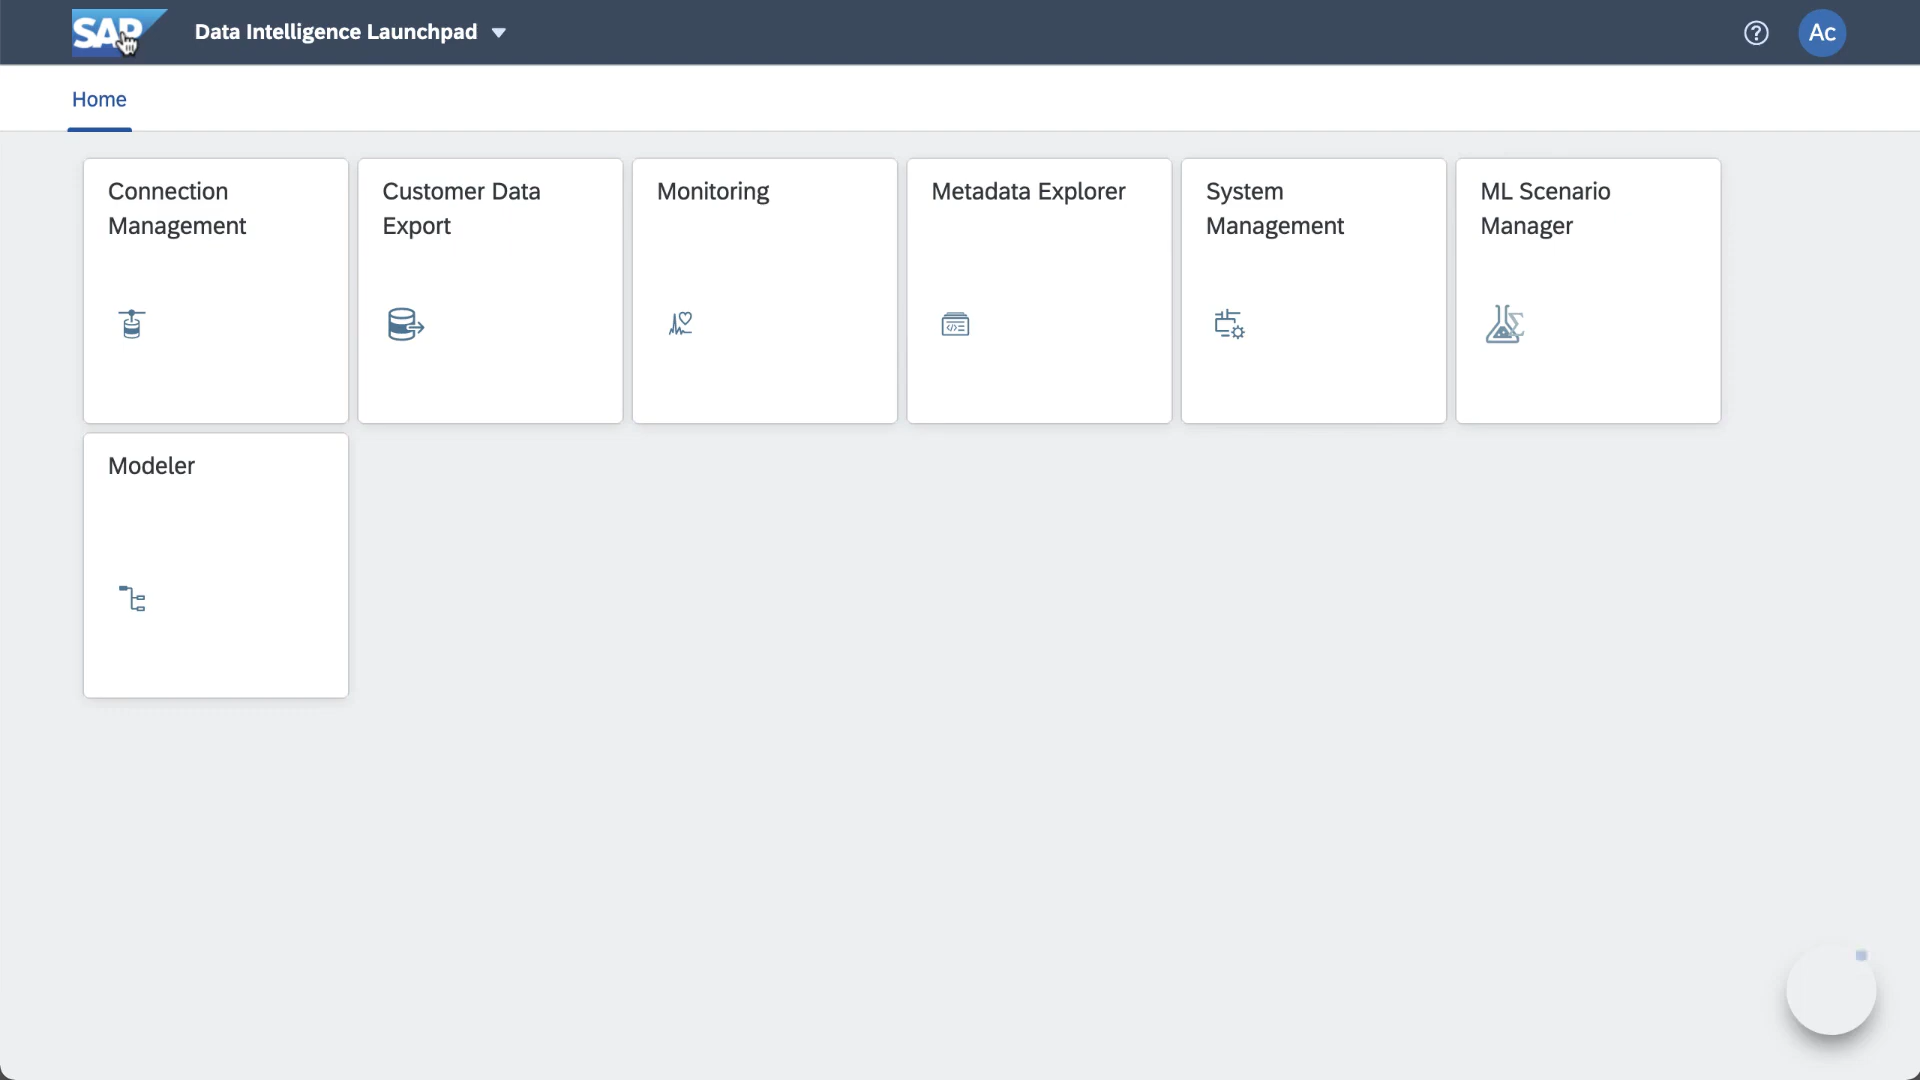 SAP
Data Intelligence Launchpad
Ac
Home
Connection
Management
Customer Data
Export
Monitoring
Metadata Explorer
System
Management
ML Scenario
Manager
Modeler